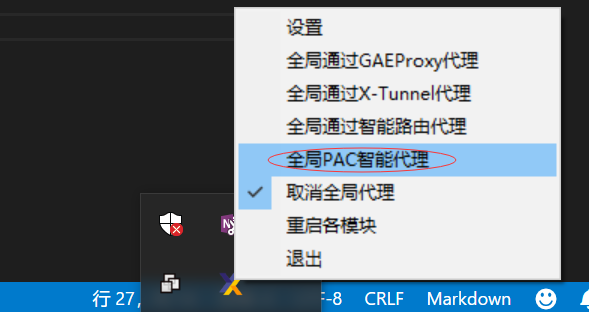 设置
全局通过GAEProxy代理
全局通过X-Tunnel代理
全局通过智能路由代理
全局PAC智能代理
取消全局代理
重启各模块
退出
行 27,
F-8
CRLF
Markdown